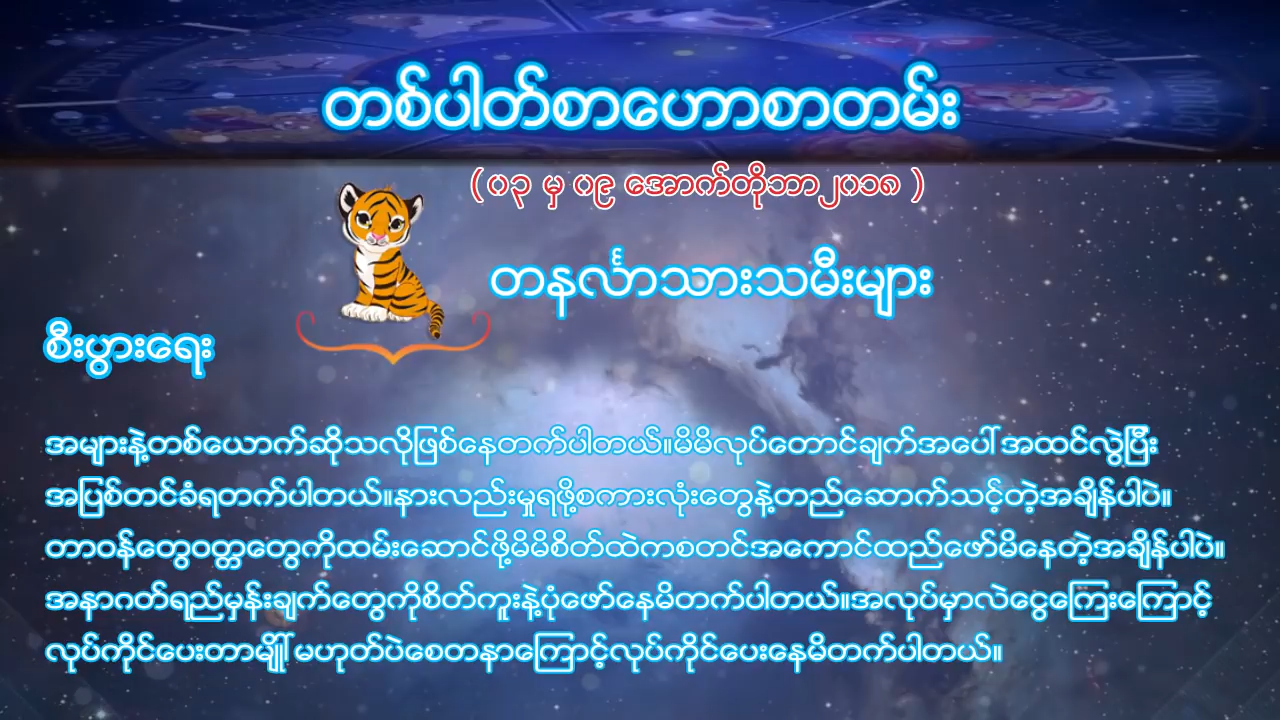 တစ်ပါတ်စာဟောစာတမ်း
( ၀၃ မှ ၀၉ အောက်တိုဘာ၂၀၁၈ )
တနင်္လာသားသမီးများ
စီးပွားရေး
အများနဲ့တစ်ယောက်ဆိုသလိုဖြစ်နေတက်ပါတယ်။မိမိလုပ်တောင်ချက်အပေါ် အထင်လွဲပြီး
အပြစ်တင်ခံရတက်ပါတယ်။နားလည်းမှုရဖို့စကားလုံးတွေနဲ့တည်ဆောက်သင့်တဲ့အချိန်ပါပဲ။
တာဝန်တွေဝတ္တတွေကိုထမ်းဆောင်ဖို့မိမိစိတ်ထဲကစတင်အကောင်ထည်ဖော်မိနေတဲ့အချိန်ပါပဲ။
အနာဂတ်ရည်မှန်းချက်တွေကိုစိတ်ကူးနဲ့ပုံဖော်နေမိတက်ပါတယ်။အလုပ်မှာလဲငွေကြေးကြောင့်
လုပ်ကိုင်ပေးတာမျိုး မဟုတ်ပဲစေတနာကြောင့်လုပ်ကိုင်ပေးနေမိတက်ပါတယ်။